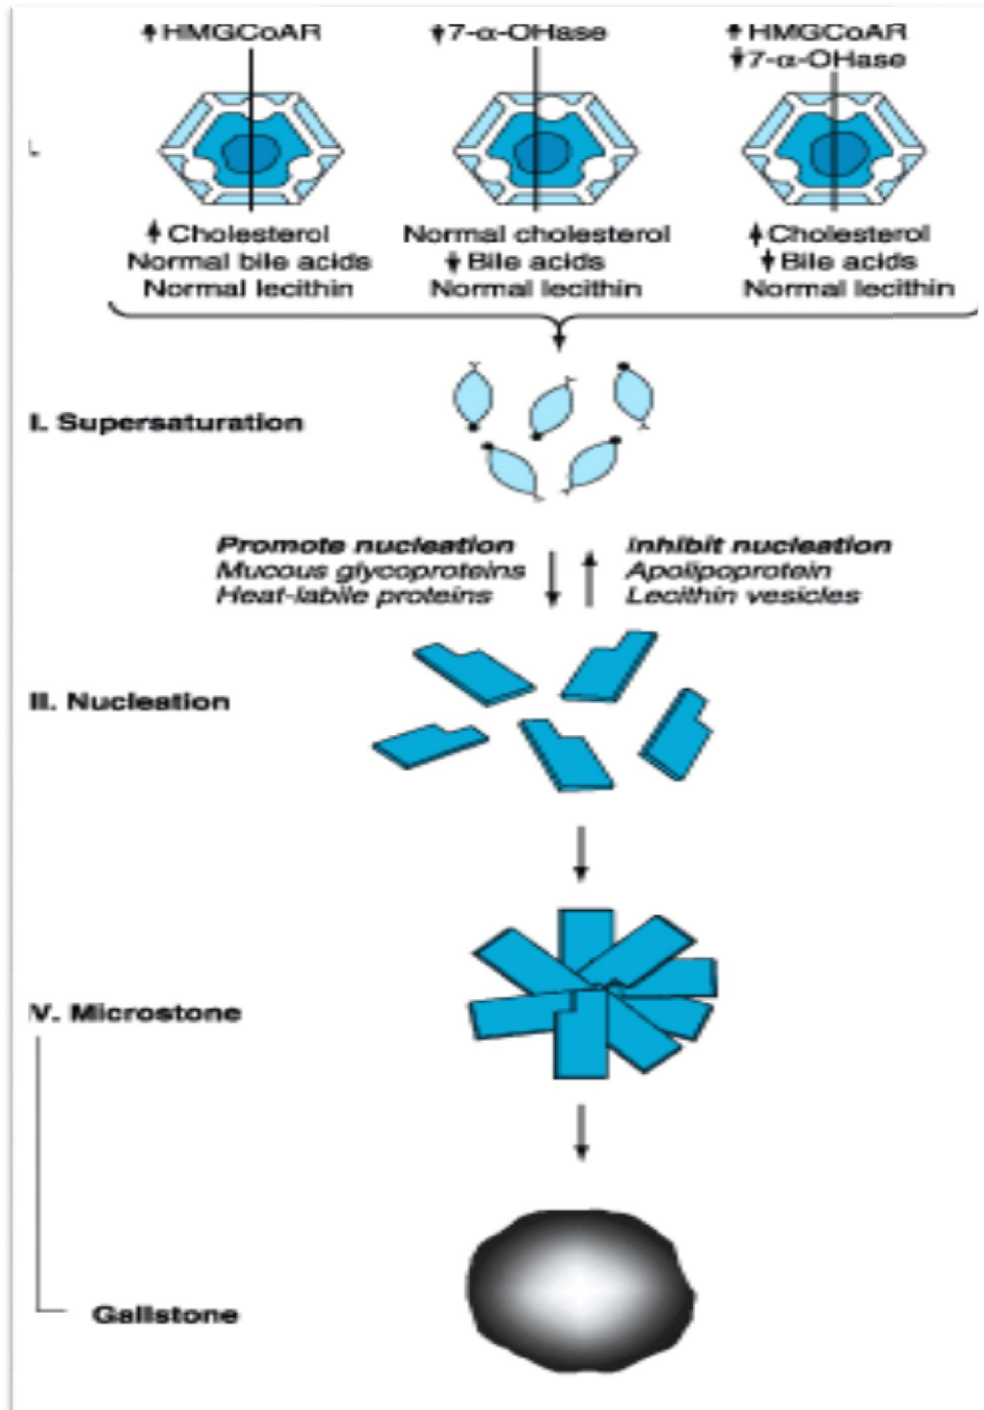 ↑HMGCoAR
↓7-α-OHase
↑HMGCoAR
↓7-α-OHase
I.
↑Cholesterol
Normal bile acids
Normal lecithin
Normal cholesterol
↓Bile acids
Normal lecithin
↑Cholesterol
↓Bile acids
Normal lecithin
I. Supersaturation
Promote nucleation
Mucous glycoproteins
Heat-labile proteins
Inhibit nucleation
Apolipoprotein
Lecithin vesicles
II. Nucleation
V. Microstone
Gallstone